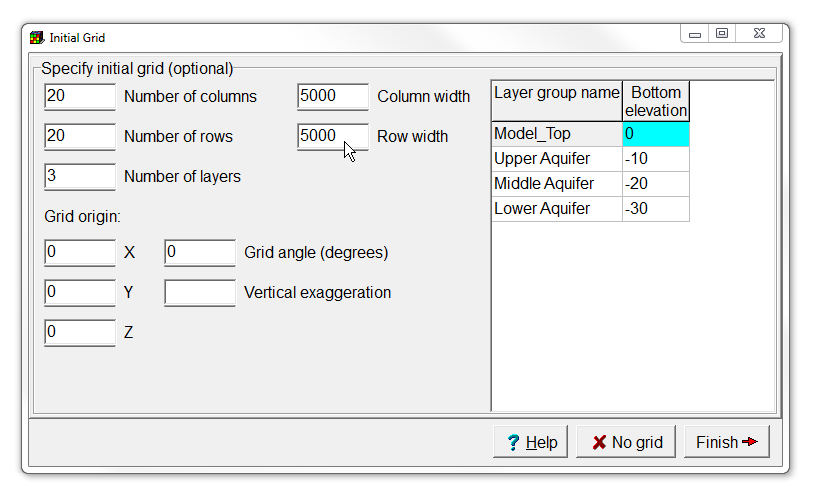 Initial Grid
Specify initial grid (optional)
20 Number of columns 5000 Column width
20 Number of rows 5000 Row width
3 Number of layers
Grid origin:
0 X 0 Grid angle (degrees)
0 Y Vertical exaggeration
0 Z
Layer group name Bottom elevation
Model_Top 0
Upper Aquifer -10
Middle Aquifer -20
Lower Aquifer -30
? Help No grid Finish